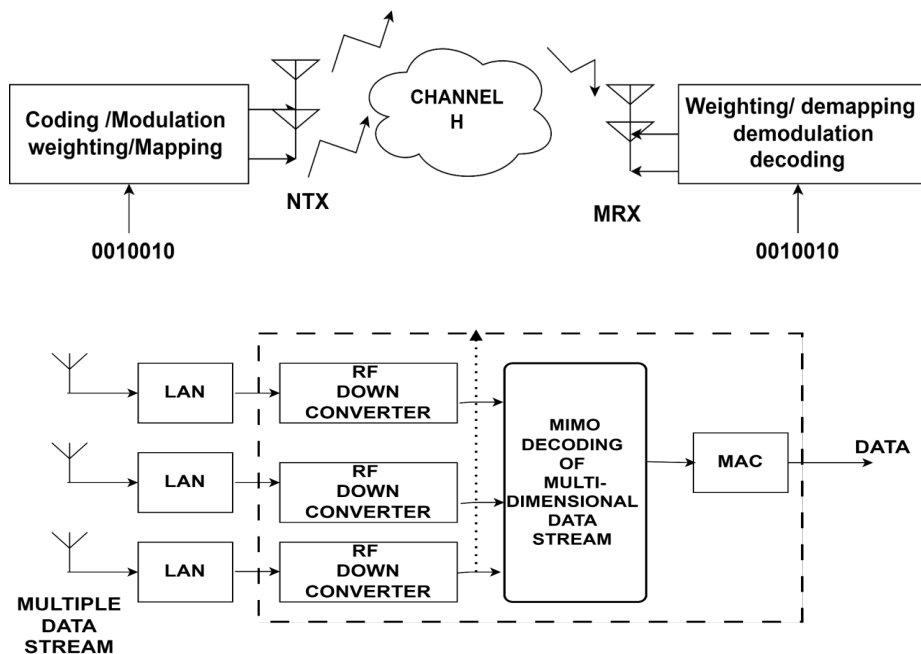 CHANNEL
H
Coding /Modulation
weighting/Mapping
Weighting/ demapping
demodulation
decoding
NTX
MRX
0010010
0010010
LAN
RF
DOWN
CONVERTER
LAN
RF
DOWN
CONVERTER
LAN
RF
DOWN
CONVERTER
MIMO
DECODING
OF
MULTI-
DIMENSIONAL
DATA
STREAM
MAC
DATA
MULTIPLE
DATA
STREAM